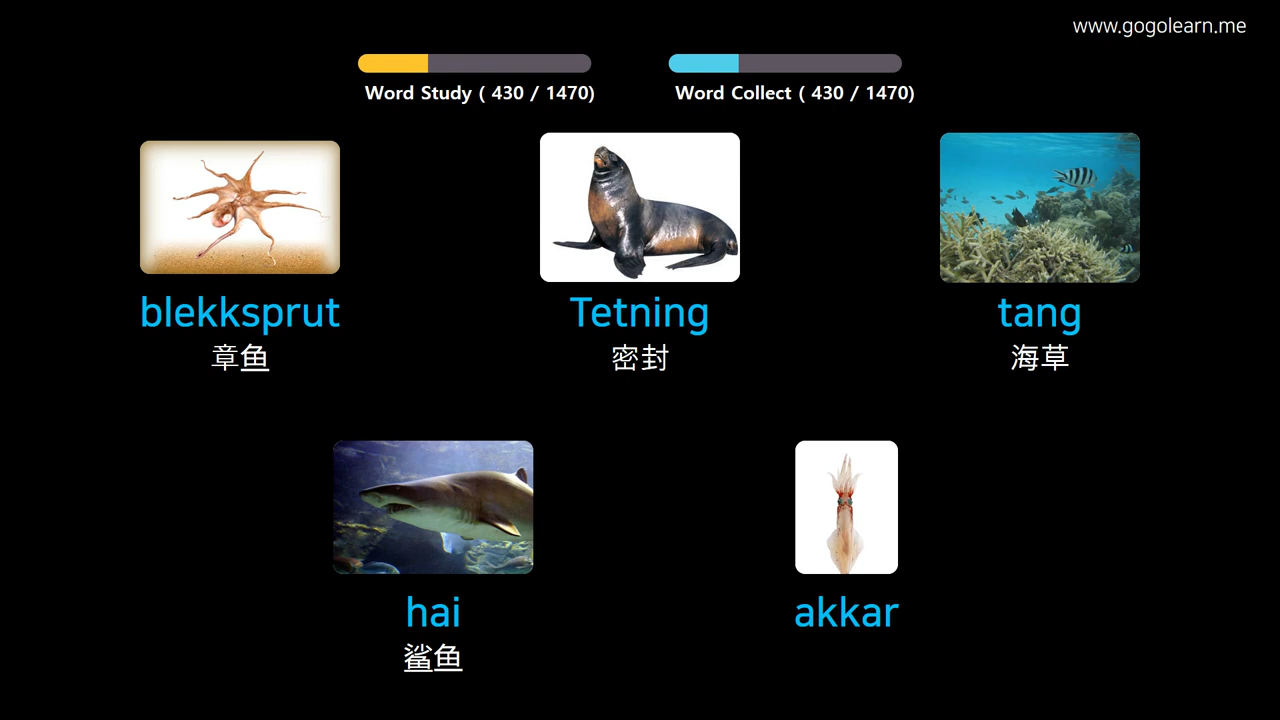 www.gogolearn.me
Word Study ( 430 / 1470)
Word Collect ( 430 / 1470)
blekksprut
章鱼
Tetning
密封
tang
海草
hai
鲨鱼
akkar